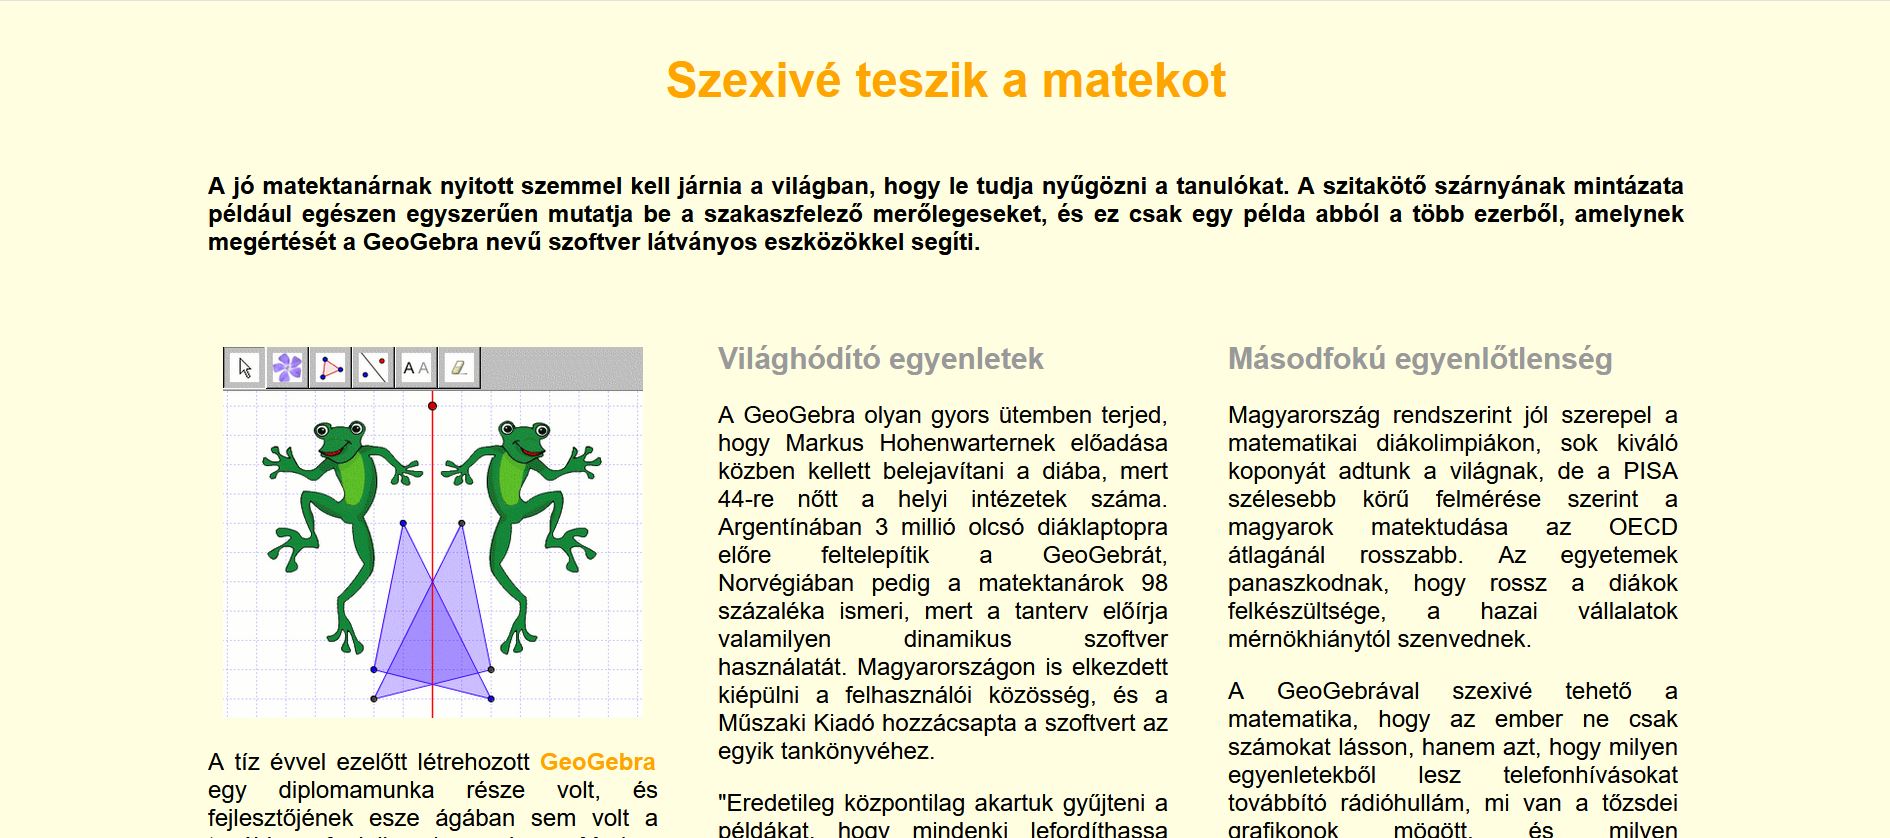 Szexivé teszik a matekot
A jó matektanárnak nyitott szemmel kell járnia a világban, hogy le tudja nyűgözni a tanulókat. A szitakötő szárnyának mintázata
például egészen egyszerűen mutatja be a szakaszfelező merőlegeseket, és ez csak egy példa abból a több ezerből, amelynek
megértését a GeoGebra nevű szoftver látványos eszközökkel segíti.
A A
A tíz évvel ezelőtt létrehozott GeoGebra
egy diplomamunka része volt, és
fejlesztőjének esze ágában sem volt a
Világhódító egyenletek
A GeoGebra olyan gyors ütemben terjed,
hogy Markus Hohenwarternek előadása
közben kellett belejavítani a diába, mert
44-re nőtt a helyi intézetek száma.
Argentínában 3 millió olcsó diáklaptopra
előre feltelepítik a GeoGebrát,
Norvégiában pedig a matektanárok 98
százaléka ismeri, mert a tanterv előírja
valamilyen dinamikus szoftver
használatát. Magyarországon is elkezdett
kiépülni a felhasználói közösség, és a
Műszaki Kiadó hozzácsapta a szoftvert az
egyik tankönyvéhez.
"Eredetileg központilag akartuk gyűjteni a
példákat, hogy mindenki lefordíthassa
Másodfokú egyenlőtlenség
Magyarország rendszerint jól szerepel a
matematikai diákolimpiákon, sok kiváló
koponyát adtunk a világnak, de a PISA
szélesebb körű felmérése szerint a
magyarok matektudása az OECD
átlagánál rosszabb. Az egyetemek
panaszkodnak, hogy rossz a diákok
felkészültsége, a hazai vállalatok
mérnökhiánytól szenvednek.
A GeoGebrával szexivé tehető a
matematika, hogy az ember ne csak
számokat lásson, hanem azt, hogy milyen
egyenletekből lesz telefonhívásokat
továbbító rádióhullám, mi van a tőzsdei
grafikonok mögött, és milyen